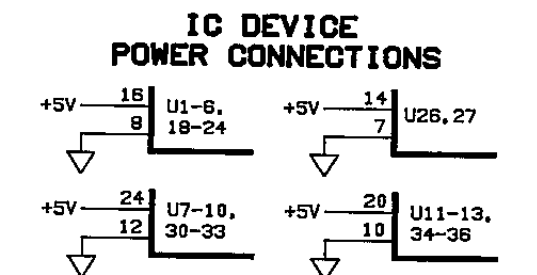 IC DEVICE
POWER CONNECTIONS
+5V 16 U1-6,
8 18-24
+5V 14 U26,27
7
+5V 24 U7-10,
12 30-33
+5V 20 U11-13,
10 34-36